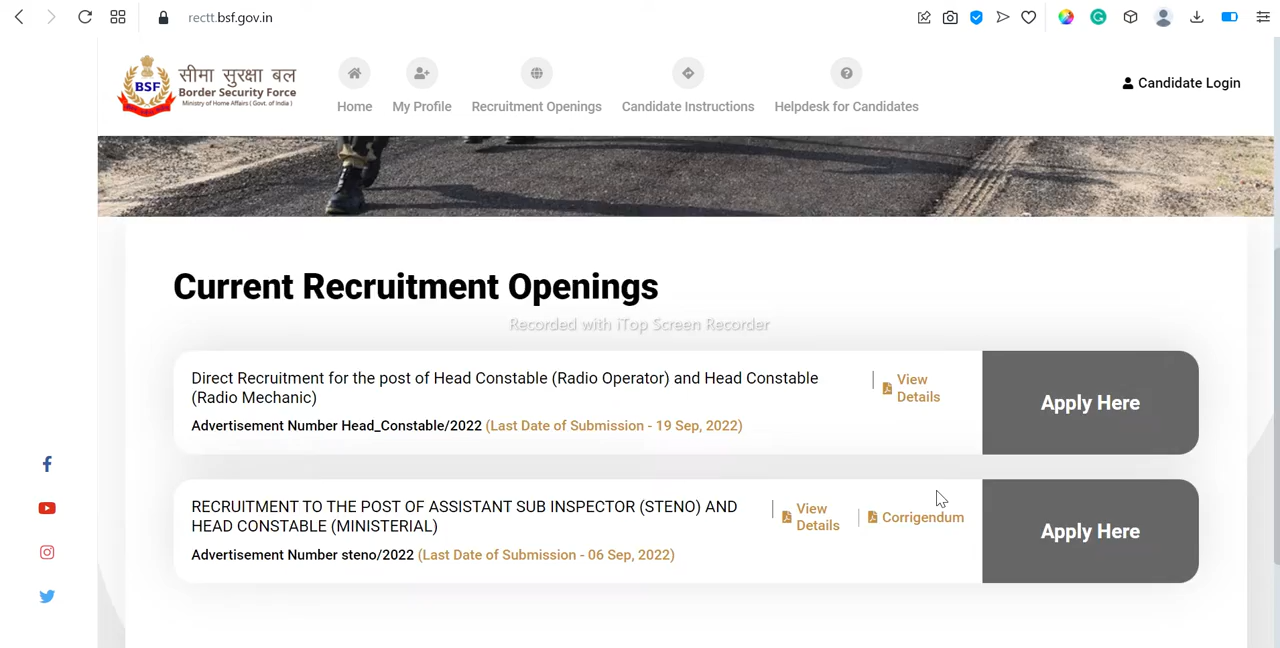 rectt.bsf.gov.in
BSF
सीमा सुरक्षा बल
Border Security Force
Ministry of Home Affairs ( Govt. of India )
Home
My Profile
Recruitment Openings
Candidate Instructions
Helpdesk for Candidates
Candidate Login
Current Recruitment Openings
Recorded with iTop Screen Recorder
Direct Recruitment for the post of Head Constable (Radio Operator) and Head Constable
(Radio Mechanic)
Advertisement Number Head_Constable/2022 (Last Date of Submission - 19 Sep, 2022)
View
Details
Apply Here
RECRUITMENT TO THE POST OF ASSISTANT SUB INSPECTOR (STENO) AND
HEAD CONSTABLE (MINISTERIAL)
Advertisement Number steno/2022 (Last Date of Submission - 06 Sep, 2022)
View
Details
Corrigendum
Apply Here